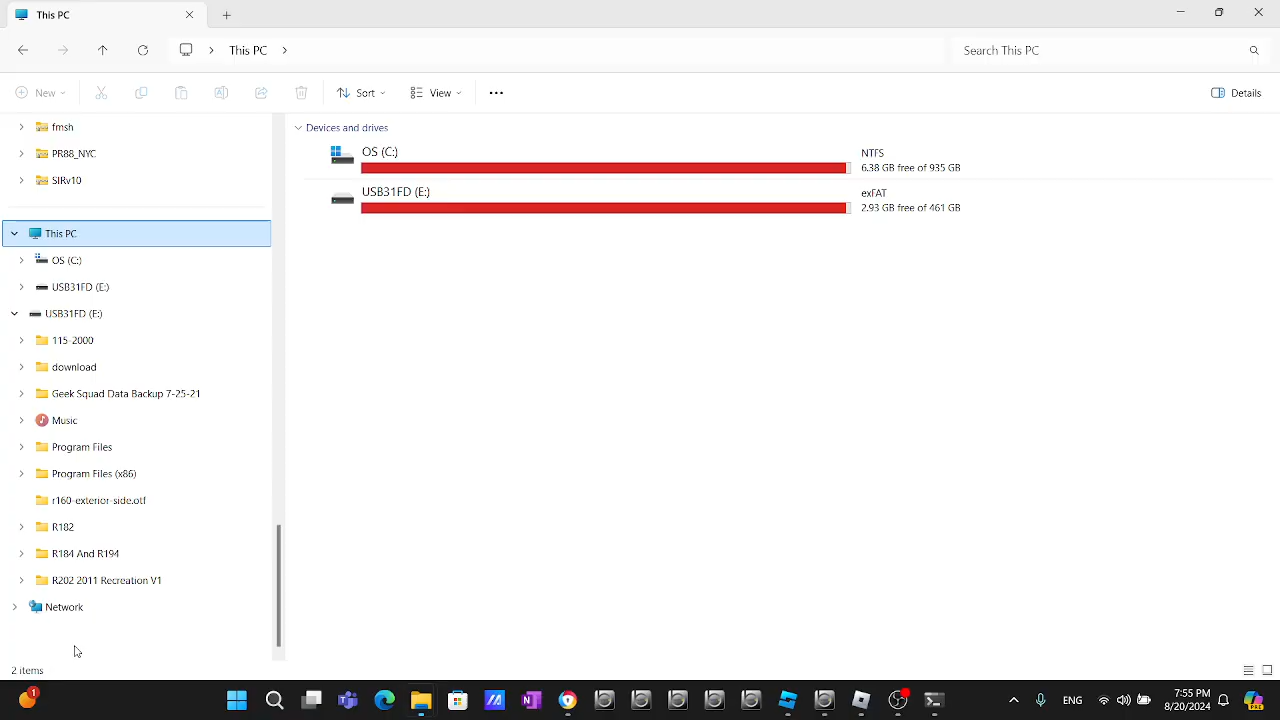 This PC
This PC
Search This PC
New
Sort
View
Details
fmsh
PR88_NYC
SIRv10
This PC
OS (C:)
USB31FD (E:)
USB31FD (E:)
115-2000
download
Geek Squad Data Backup 7-25-21
Music
Program Files
Program Files (x86)
r160-exterior-side.otf
R182
R184 And R194
R202 2011 Recreation V1
Network
Devices and drives
OS (C:)
NTFS
6.38 GB free of 935 GB
USB31FD (E:)
exFAT
2.93 GB free of 461 GB
2 items
1
ENG
7:55 PM
8/20/2024
PRE